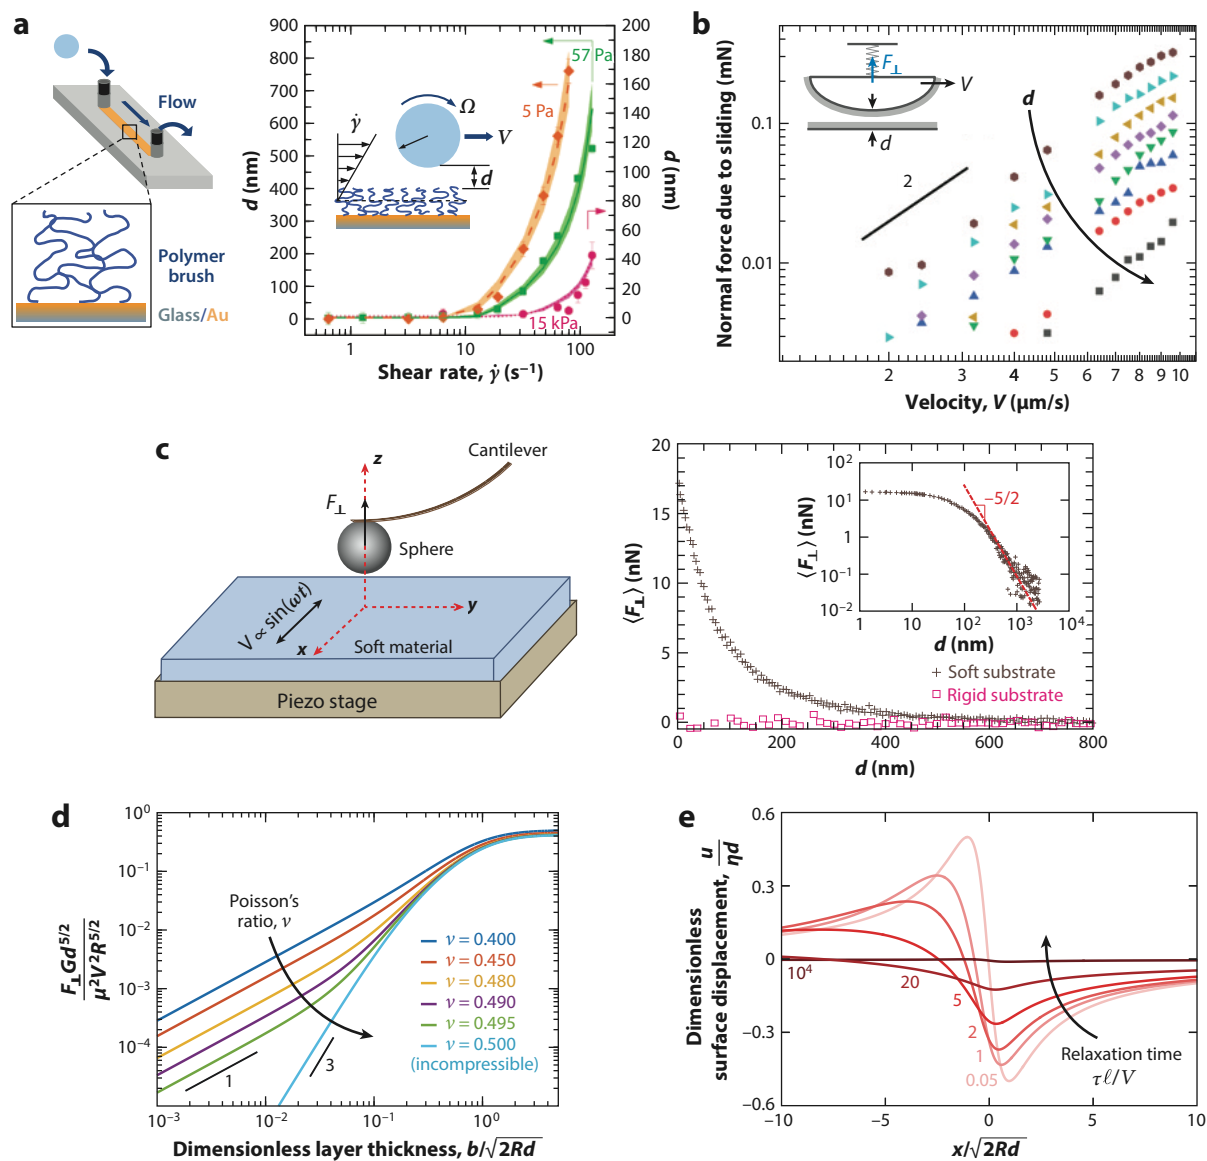 a
Flow
Polymer
brush
Glass/Au
d (nm)
900
800
700
600
500
400
300
200
100
0
1
10
100
Shear rate, γ̇ (s⁻¹)
200
180
160
140
120
100
80
60
40
20
0
d (nm)
57 Pa
5 Pa
15 kPa
Ω
V
γ̇
d
b
Normal force due to sliding (mN)
0.1
0.01
2
3
4
5
6
7
8
9
10
Velocity, V (μm/s)
F⊥
V
d
d
2
c
z
Cantilever
F⊥
Sphere
V ∝ sin(ωt)
y
x
Soft material
Piezo stage
⟨F⊥⟩ (nN)
20
15
10
5
0
0
200
400
600
800
d (nm)
⟨F⊥⟩ (nN)
10²
10
1
10⁻¹
10⁻²
1
10
10²
10³
10⁴
d (nm)
−5/2
Soft substrate
Rigid substrate
d
F⊥Gd^5/2
μ²V²R^5/2
10⁰
10⁻¹
10⁻²
10⁻³
10⁻⁴
10⁻³
10⁻²
10⁻¹
10⁰
Dimensionless layer thickness, b/√2Rd
Poisson's
ratio, ν
ν = 0.400
ν = 0.450
ν = 0.480
ν = 0.490
ν = 0.495
ν = 0.500
(incompressible)
1
3
e
Dimensionless
surface displacement, u/ηd
0.6
0.3
0
−0.3
−0.6
−10
−5
0
5
10
x/√2Rd
10⁴
20
5
2
1
0.05
Relaxation time
τℓ/V